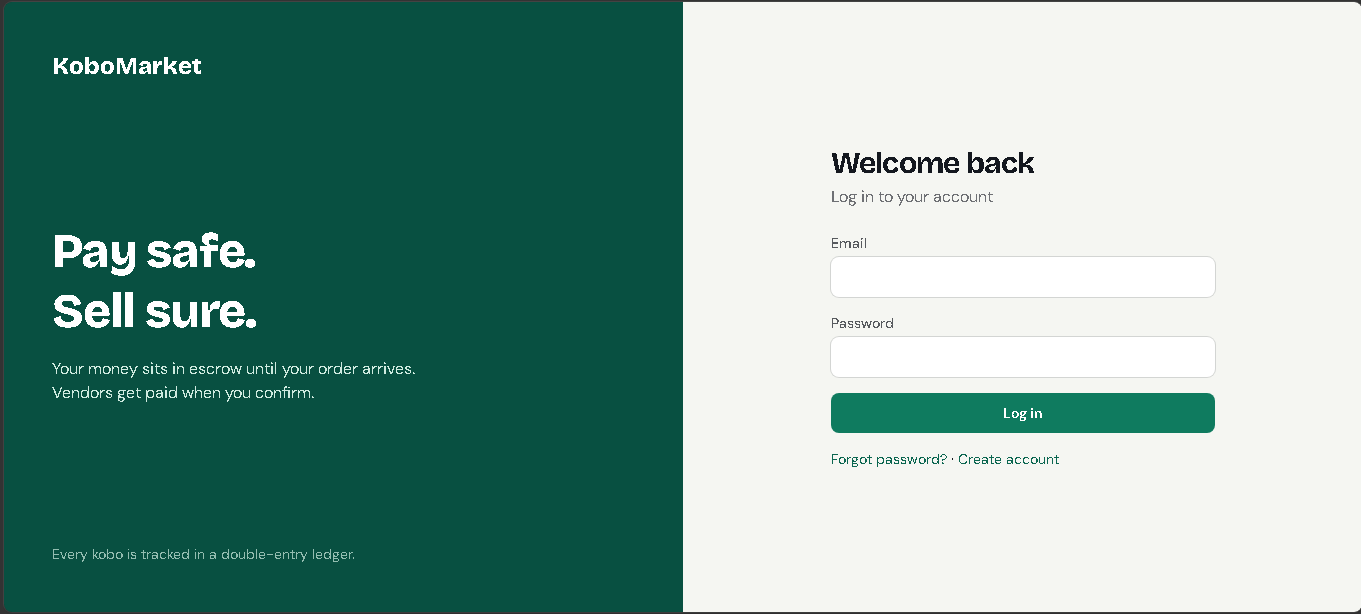 KoboMarket
Pay safe.
Sell sure.
Your money sits in escrow until your order arrives.
Vendors get paid when you confirm.
Every kobo is tracked in a double-entry ledger.
Welcome back
Log in to your account
Email
Password
Log in
Forgot password? · Create account